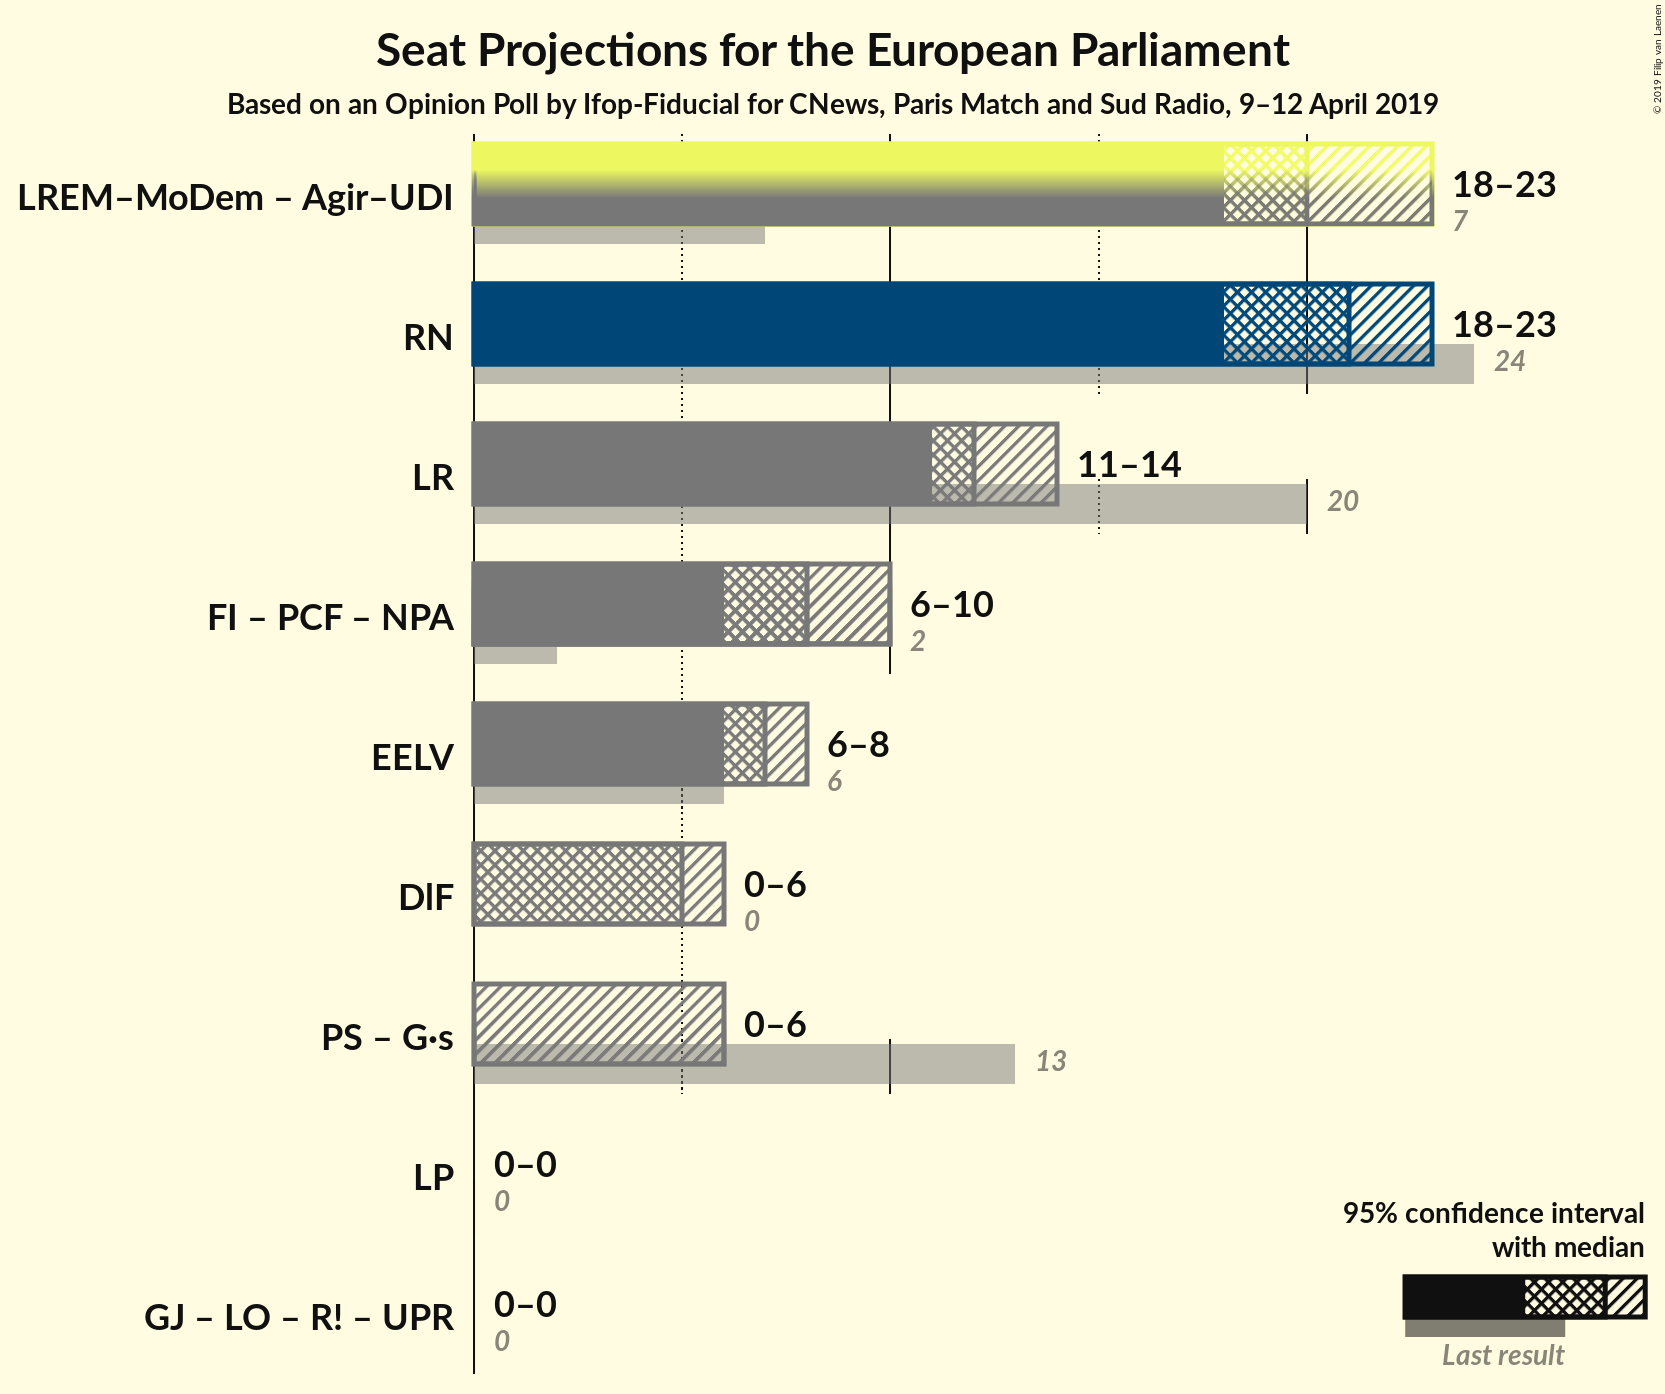 Seat Projections for the European Parliament
Based on an Opinion Poll by Ifop-Fiducial for CNews, Paris Match and Sud Radio, 9–12 April 2019
© 2019 Filip van Laenen
LREM–MoDem – Agir–UDI
18–23
7
RN
18–23
24
LR
11–14
20
FI – PCF – NPA
6–10
2
EELV
6–8
6
DlF
0–6
0
PS – G·s
0–6
13
LP
0–0
0
GJ – LO – R! – UPR
0–0
0
95% confidence interval
with median
Last result